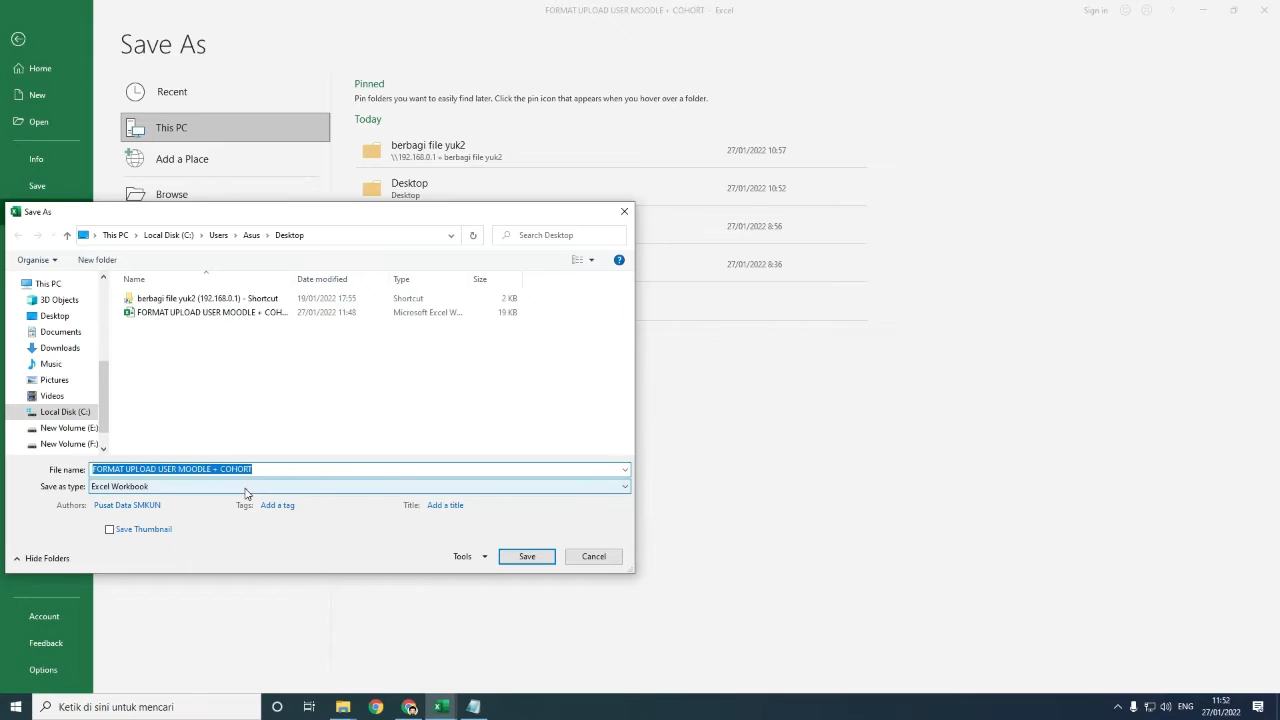 FORMAT UPLOAD USER MOODLE + COHORT - Excel
Sign in
Save As
Home
New
Open
Info
Save
Recent
This PC
Add a Place
Browse
Pinned
Pin folders you want to easily find later. Click the pin icon that appears when you hover over a folder.
Today
berbagi file yuk2
\\192.168.0.1 » berbagi file yuk2
27/01/2022 10:57
Desktop
Desktop
27/01/2022 10:52
27/01/2022 8:56
27/01/2022 8:36
Save As
This PC > Local Disk (C:) > Users > Asus > Desktop
Search Desktop
Organise
New folder
Name Date modified Type Size
berbagi file yuk2 (192.168.0.1) - Shortcut 19/01/2022 17:55 Shortcut 2 KB
FORMAT UPLOAD USER MOODLE + COH... 27/01/2022 11:48 Microsoft Excel W... 19 KB
This PC
3D Objects
Desktop
Documents
Downloads
Music
Pictures
Videos
Local Disk (C:)
New Volume (E:)
New Volume (F:)
File name: FORMAT UPLOAD USER MOODLE + COHORT
Save as type: Excel Workbook
Authors: Pusat Data SMKUN
Tags: Add a tag
Title: Add a title
Save Thumbnail
Hide Folders
Tools
Save
Cancel
Account
Feedback
Options
Ketik di sini untuk mencari
ENG
11:52
27/01/2022